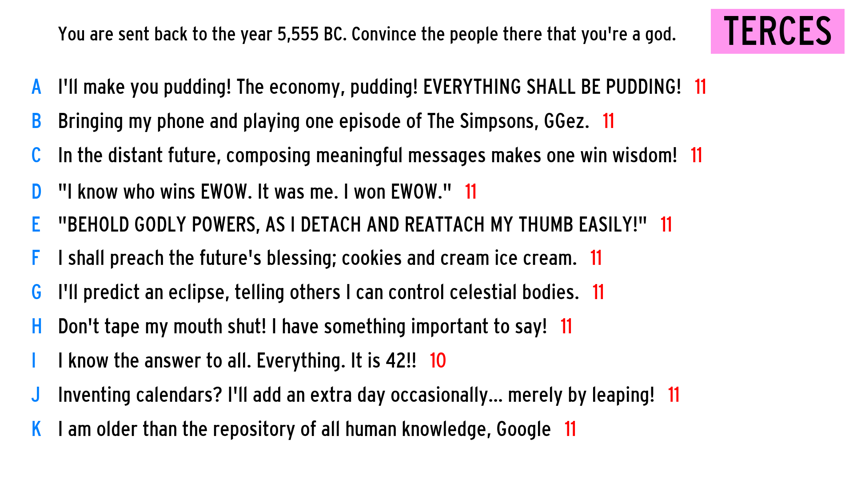 You are sent back to the year 5,555 BC. Convince the people there that you're a god.
TERCES
A I'll make you pudding! The economy, pudding! EVERYTHING SHALL BE PUDDING! 11
B Bringing my phone and playing one episode of The Simpsons, GGez. 11
C In the distant future, composing meaningful messages makes one win wisdom! 11
D "I know who wins EWOW. It was me. I won EWOW." 11
E "BEHOLD GODLY POWERS, AS I DETACH AND REATTACH MY THUMB EASILY!" 11
F I shall preach the future's blessing; cookies and cream ice cream. 11
G I'll predict an eclipse, telling others I can control celestial bodies. 11
H Don't tape my mouth shut! I have something important to say! 11
I I know the answer to all. Everything. It is 42!! 10
J Inventing calendars? I'll add an extra day occasionally... merely by leaping! 11
K I am older than the repository of all human knowledge, Google 11